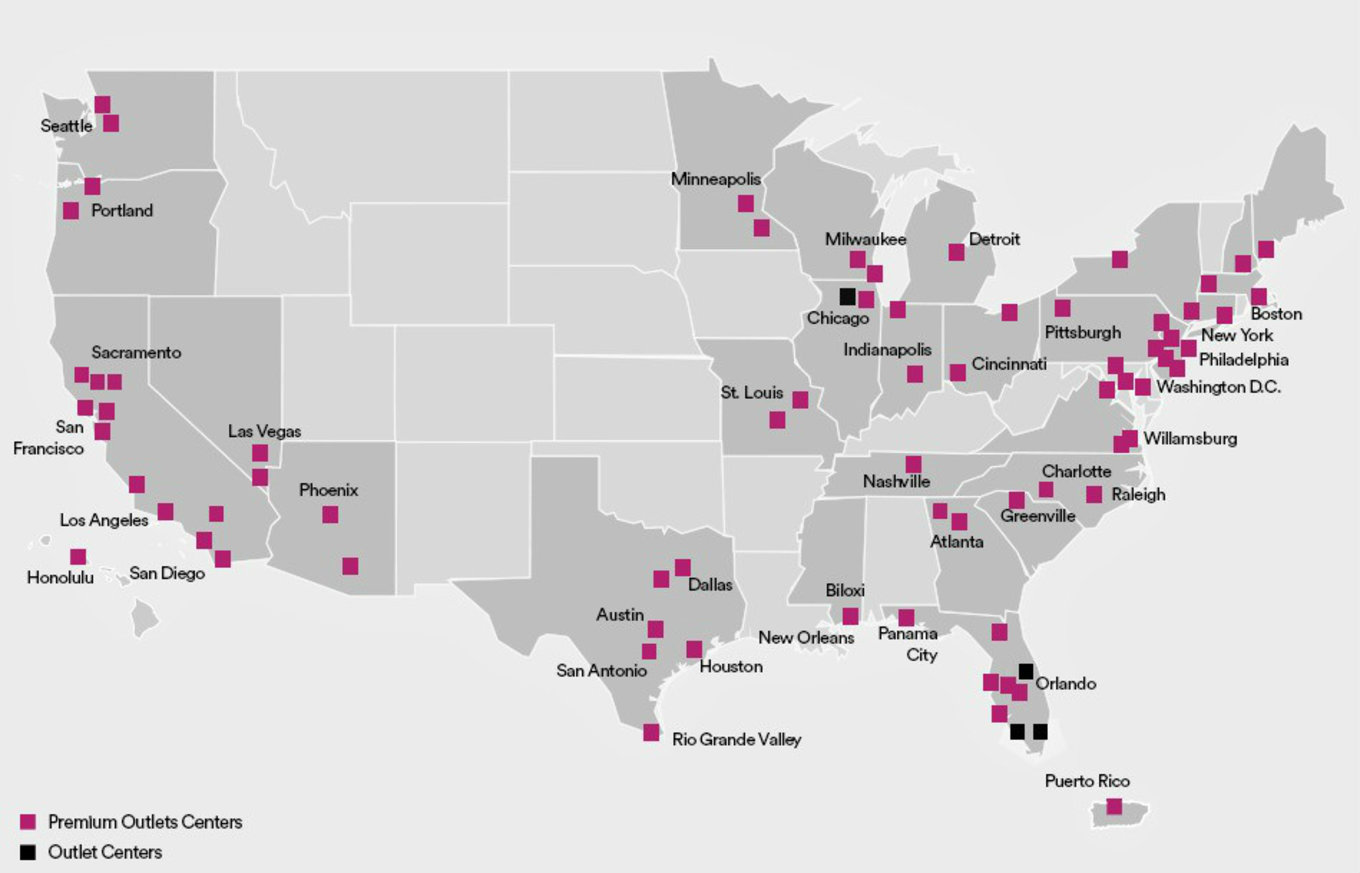 Seattle
Portland
Minneapolis
Milwaukee
Detroit
Chicago
Boston
Pittsburgh
New York
Indianapolis
Cincinnati
Philadelphia
Sacramento
St. Louis
Washington D.C.
San
Francisco
Las Vegas
Willamsburg
Phoenix
Nashville
Charlotte
Raleigh
Greenville
Los Angeles
Atlanta
Honolulu
San Diego
Dallas
Biloxi
Austin
New Orleans
Panama
City
San Antonio
Houston
Orlando
Rio Grande Valley
Puerto Rico
Premium Outlets Centers
Outlet Centers